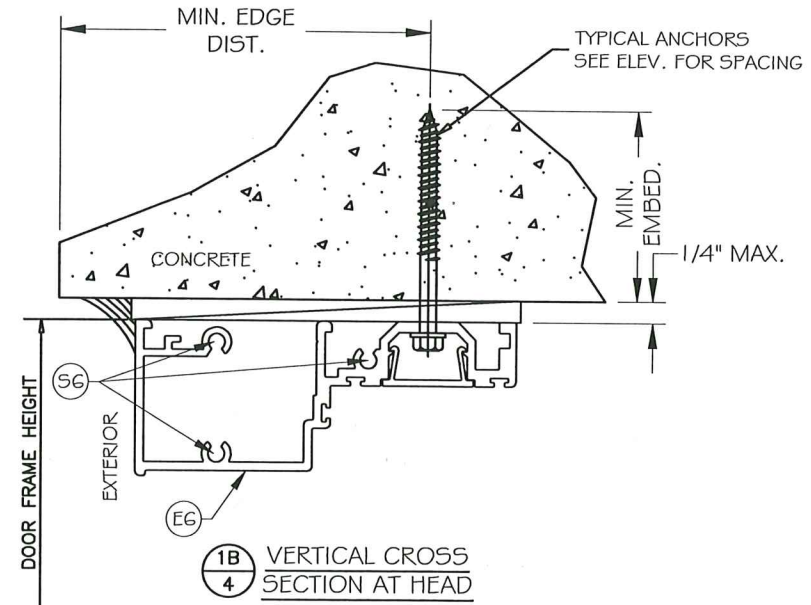 MIN. EDGE
DIST.
TYPICAL ANCHORS
SEE ELEV. FOR SPACING
MIN.
EMBED.
CONCRETE
1/4" MAX.
S6
DOOR FRAME HEIGHT
EXTERIOR
E6
1B
4
VERTICAL CROSS
SECTION AT HEAD